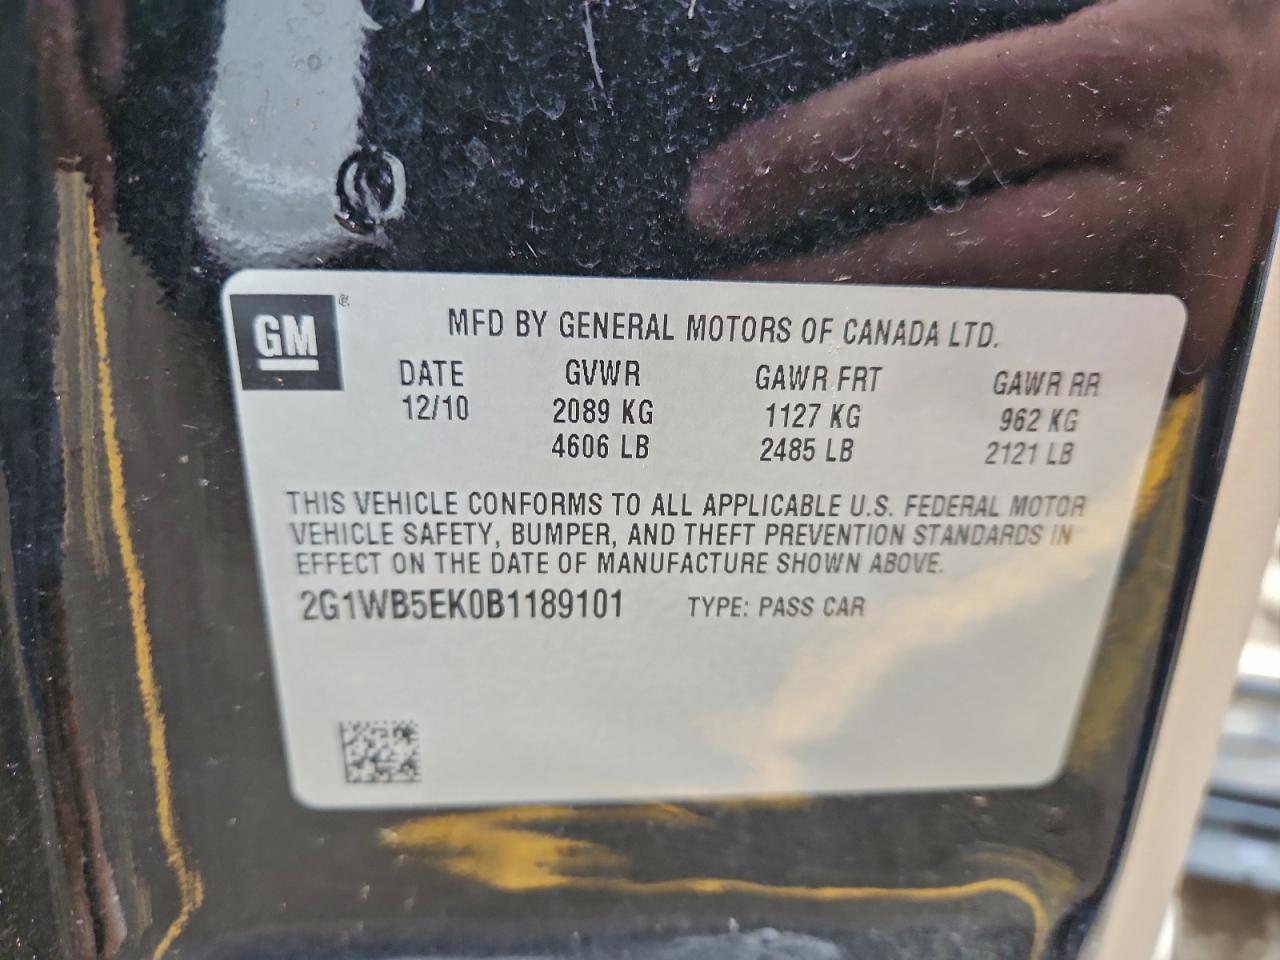 GM ®
MFD BY GENERAL MOTORS OF CANADA LTD.
DATE GVWR GAWR FRT GAWR RR
12/10 2089 KG 1127 KG 962 KG
4606 LB 2485 LB 2121 LB
THIS VEHICLE CONFORMS TO ALL APPLICABLE U.S. FEDERAL MOTOR
VEHICLE SAFETY, BUMPER, AND THEFT PREVENTION STANDARDS IN
EFFECT ON THE DATE OF MANUFACTURE SHOWN ABOVE.
2G1WB5EK0B1189101 TYPE: PASS CAR